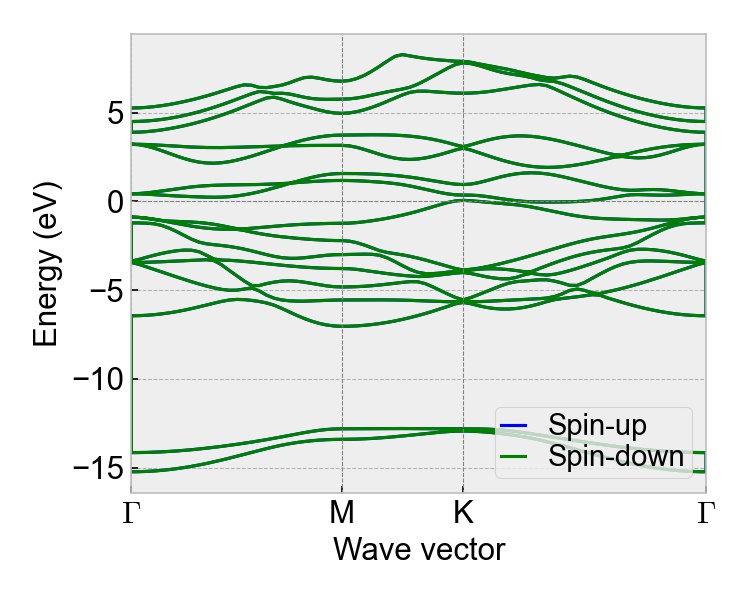 Energy (eV)
5
0
−5
−10
−15
Spin-up
Spin-down
Γ M K Γ
Wave vector